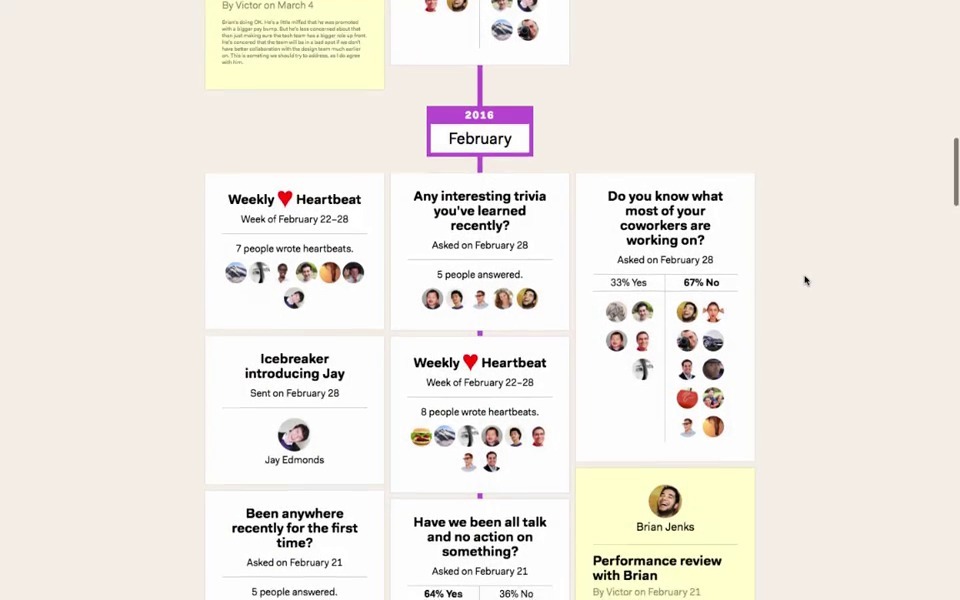 By Victor on March 4
Brian's doing OK. He's a little miffed that he was promoted
with a bigger pay bump. But he's less concerned about that
than just making sure the tech team has a bigger role up front.
He's concerned that the team will be in a bad spot if we don't
have better collaboration with the design team much earlier
on. This is someting we should try to address, as I do agree
with him.
2016
February
Weekly Heartbeat
Week of February 22–28
7 people wrote heartbeats.
Any interesting trivia
you've learned
recently?
Asked on February 28
5 people answered.
Do you know what
most of your
coworkers are
working on?
Asked on February 28
33% Yes 67% No
Icebreaker
introducing Jay
Sent on February 28
Jay Edmonds
Weekly Heartbeat
Week of February 22–28
8 people wrote heartbeats.
Been anywhere
recently for the first
time?
Asked on February 21
5 people answered.
Have we been all talk
and no action on
something?
Asked on February 21
64% Yes 36% No
Brian Jenks
Performance review
with Brian
By Victor on February 21